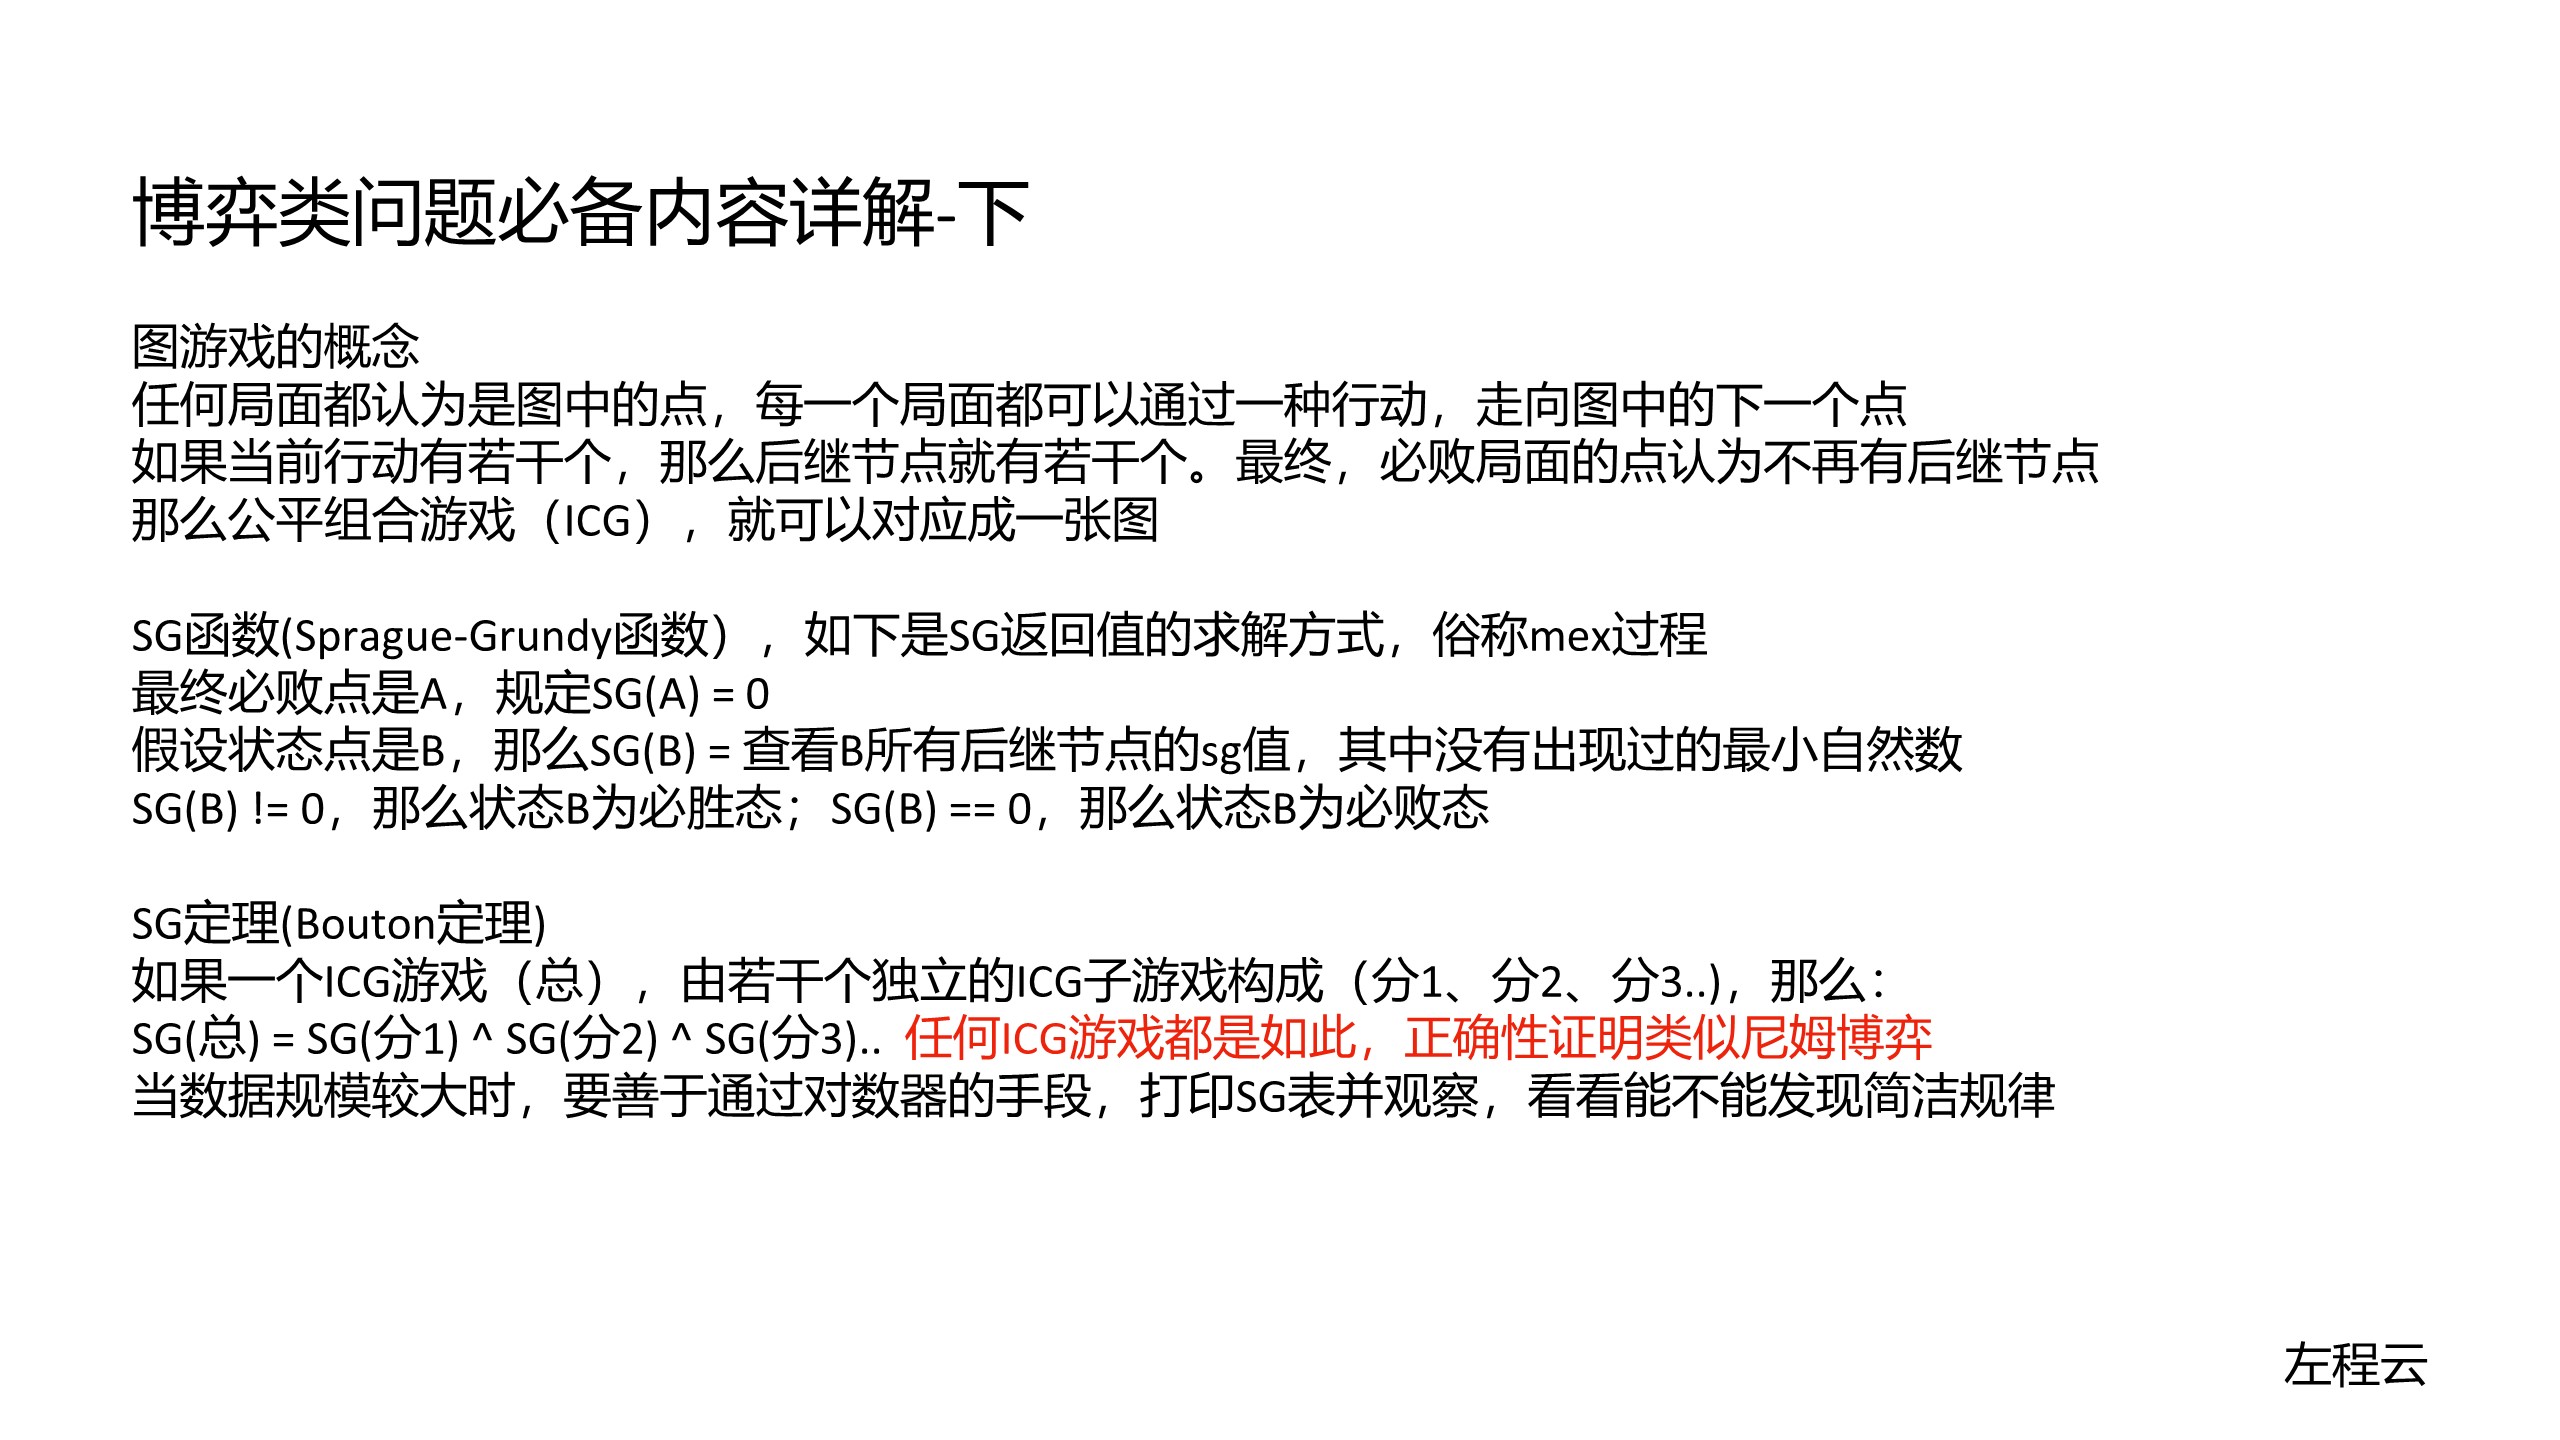 博弈类问题必备内容详解-下
图游戏的概念
任何局面都认为是图中的点，每一个局面都可以通过一种行动，走向图中的下一个点
如果当前行动有若干个，那么后继节点就有若干个。最终，必败局面的点认为不再有后继节点
那么公平组合游戏（ICG），就可以对应成一张图
SG函数(Sprague-Grundy函数），如下是SG返回值的求解方式，俗称mex过程
最终必败点是A，规定SG(A) = 0
假设状态点是B，那么SG(B) = 查看B所有后继节点的sg值，其中没有出现过的最小自然数
SG(B) != 0，那么状态B为必胜态；SG(B) == 0，那么状态B为必败态
SG定理(Bouton定理)
如果一个ICG游戏（总），由若干个独立的ICG子游戏构成（分1、分2、分3..)，那么：
SG(总) = SG(分1) ^ SG(分2) ^ SG(分3).. 任何ICG游戏都是如此，正确性证明类似尼姆博弈
当数据规模较大时，要善于通过对数器的手段，打印SG表并观察，看看能不能发现简洁规律
左程云